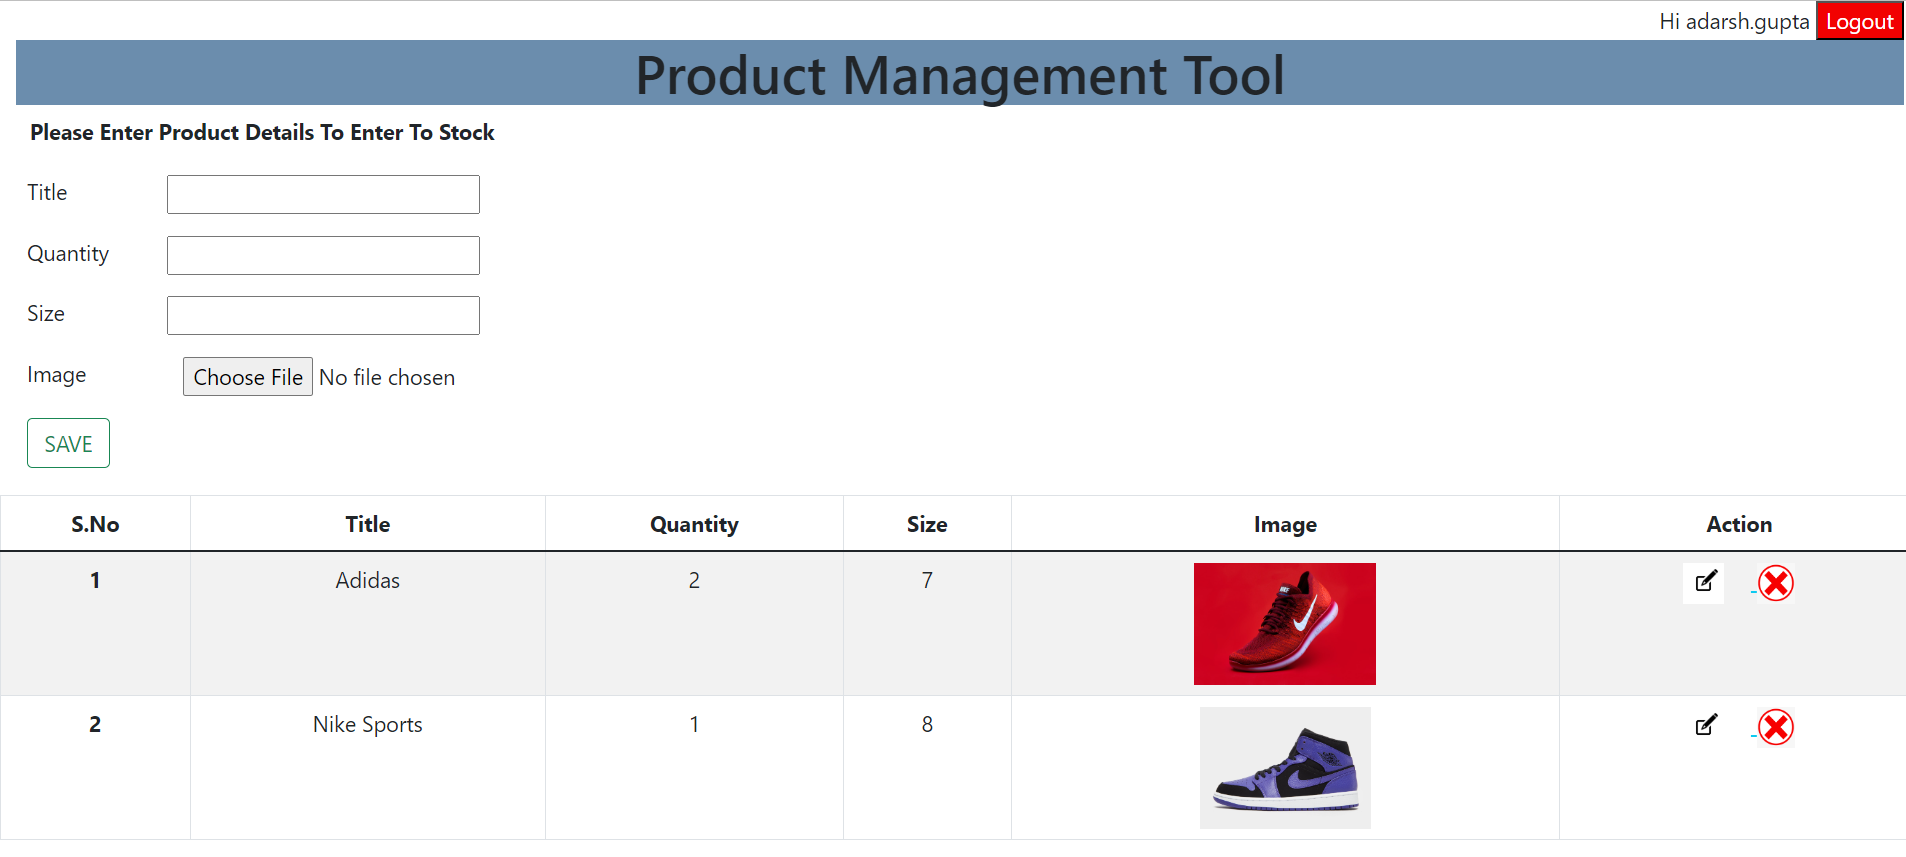 Hi adarsh.gupta Logout
Product Management Tool
Please Enter Product Details To Enter To Stock
Title
Quantity
Size
Image Choose File No file chosen
SAVE
S.No Title Quantity Size Image Action
1 Adidas 2 7
NIKE
2 Nike Sports 1 8